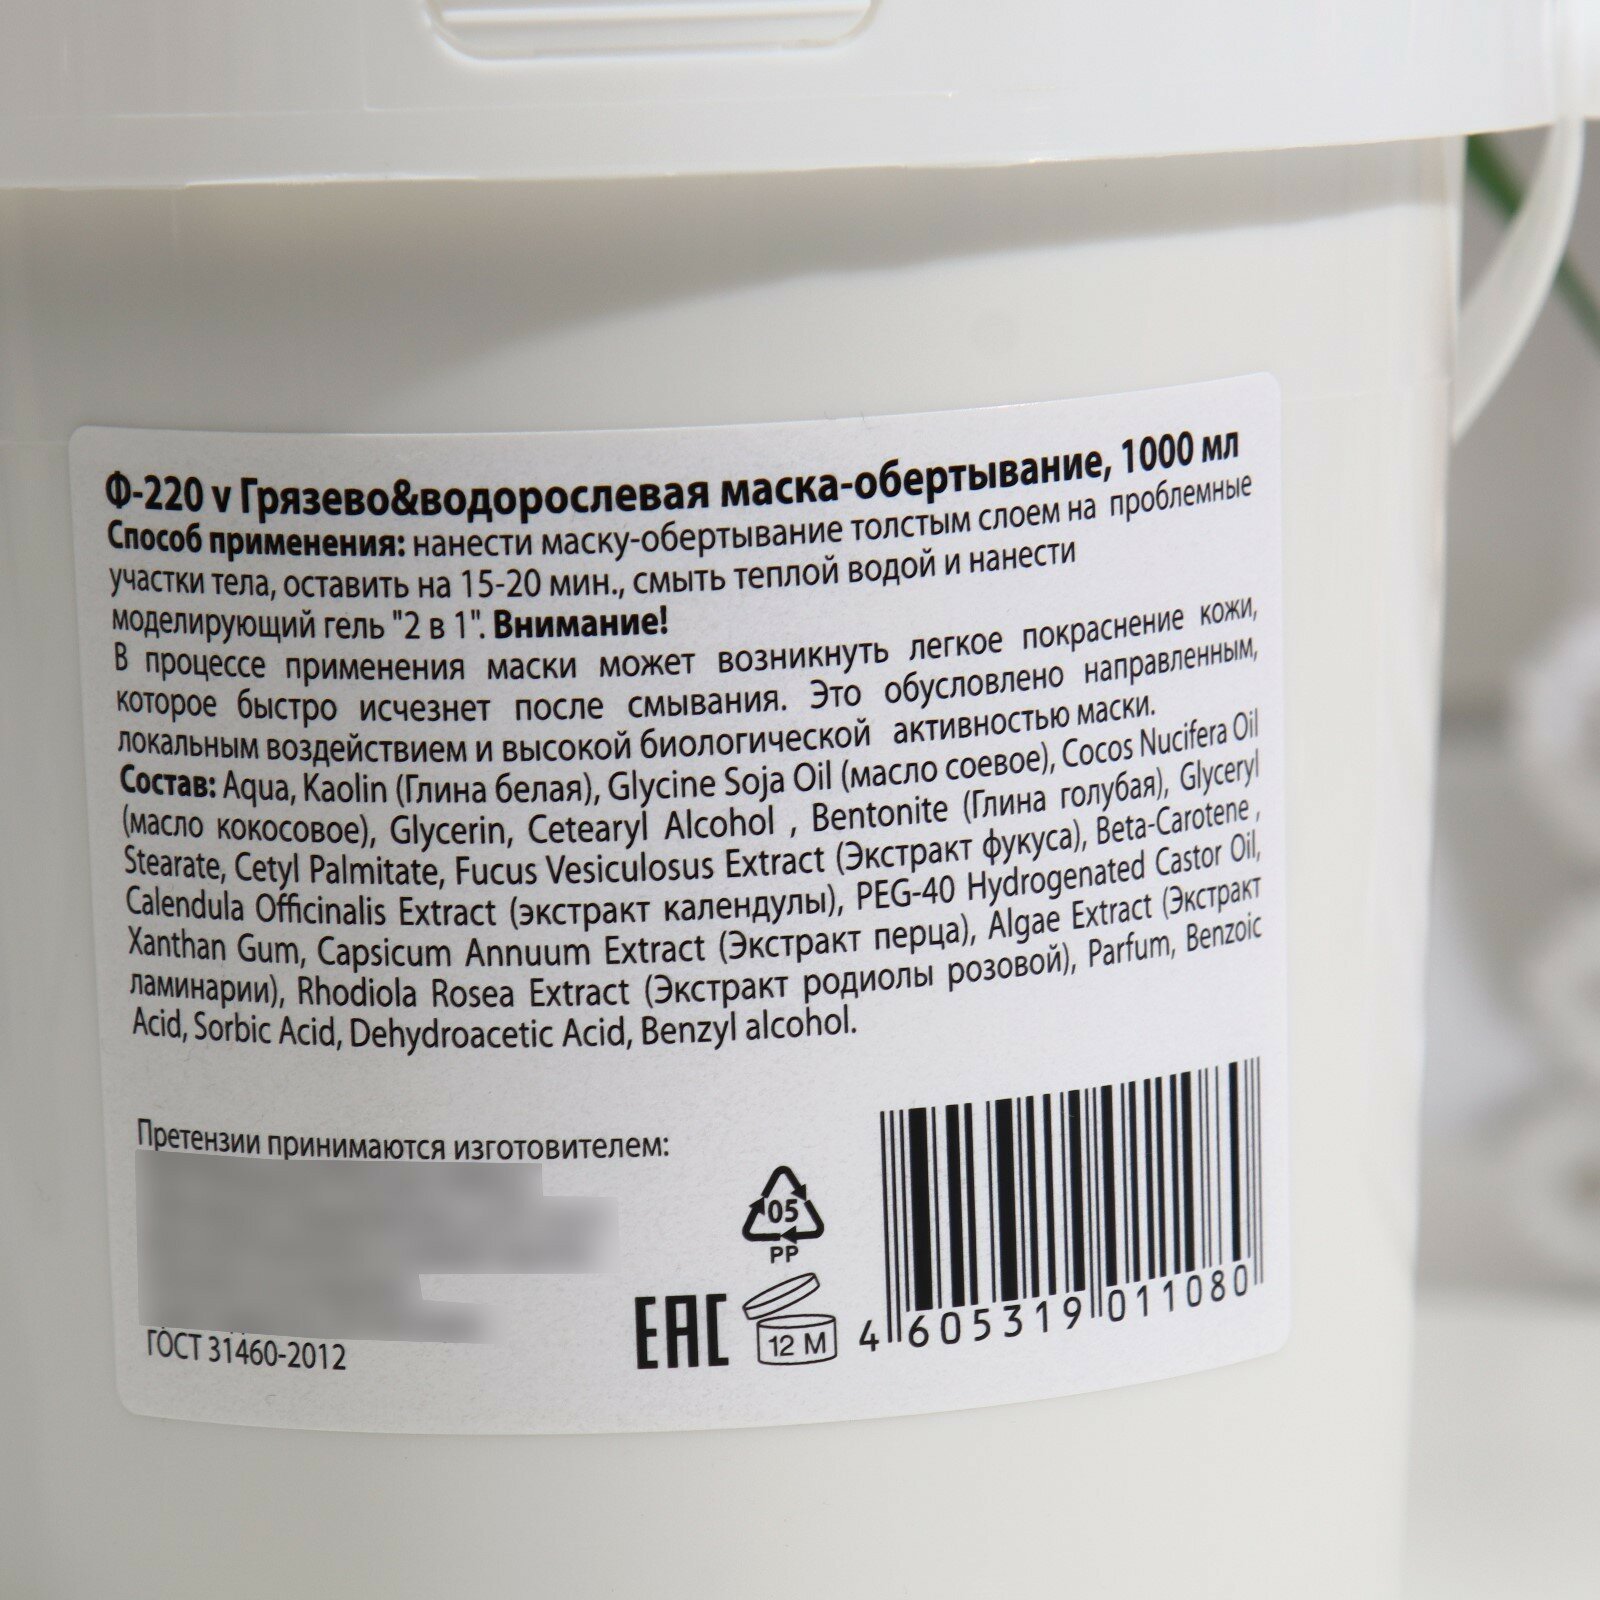 Ф-220 v Грязево&водорослевая маска-обертывание, 1000 мл
Способ применения: нанести маску-обертывание толстым слоем на проблемные
участки тела, оставить на 15-20 мин., смыть теплой водой и нанести
моделирующий гель "2 в 1". Внимание!
В процессе применения маски может возникнуть легкое покраснение кожи,
которое быстро исчезнет после смывания. Это обусловлено направленным,
локальным воздействием и высокой биологической активностью маски.
Состав: Aqua, Kaolin (Глина белая), Glycine Soja Oil (масло соевое), Cocos Nucifera Oil
(масло кокосовое), Glycerin, Cetearyl Alcohol , Bentonite (Глина голубая), Glyceryl
Stearate, Cetyl Palmitate, Fucus Vesiculosus Extract (Экстракт фукуса), Beta-Carotene ,
Calendula Officinalis Extract (экстракт календулы), PEG-40 Hydrogenated Castor Oil,
Xanthan Gum, Capsicum Annuum Extract (Экстракт перца), Algae Extract (Экстракт
ламинарии), Rhodiola Rosea Extract (Экстракт родиолы розовой), Parfum, Benzoic
Acid, Sorbic Acid, Dehydroacetic Acid, Benzyl alcohol.
Претензии принимаются изготовителем:
ГОСТ 31460-2012
05
PP
EAC
12 M
4 605319 011080